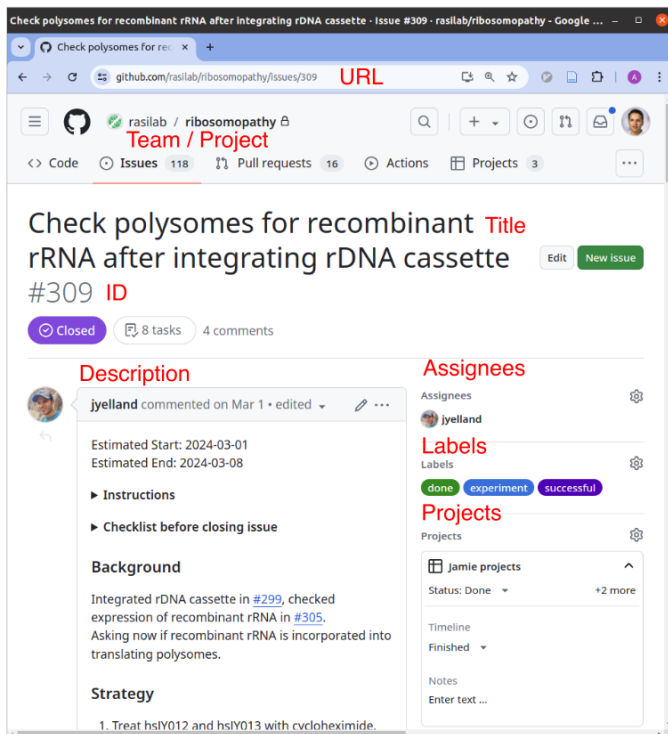 Check polysomes for recombinant rRNA after integrating rDNA cassette · Issue #309 · rasilab/ribosomopathy - Google ...
Check polysomes for rec
github.com/rasilab/ribosomopathy/issues/309 URL
rasilab / ribosomopathy
Team / Project
Code Issues 118 Pull requests 16 Actions Projects 3
Check polysomes for recombinant Title
rRNA after integrating rDNA cassette
Edit New issue
#309 ID
Closed 8 tasks 4 comments
Description
jyelland commented on Mar 1 • edited
Estimated Start: 2024-03-01
Estimated End: 2024-03-08
Instructions
Checklist before closing issue
Background
Integrated rDNA cassette in #299, checked
expression of recombinant rRNA in #305.
Asking now if recombinant rRNA is incorporated into
translating polysomes.
Strategy
1. Treat hsIY012 and hsIY013 with cycloheximide.
Assignees
Assignees
jyelland
Labels
Labels
done experiment successful
Projects
Projects
Jamie projects
Status: Done +2 more
Timeline
Finished
Notes
Enter text ...